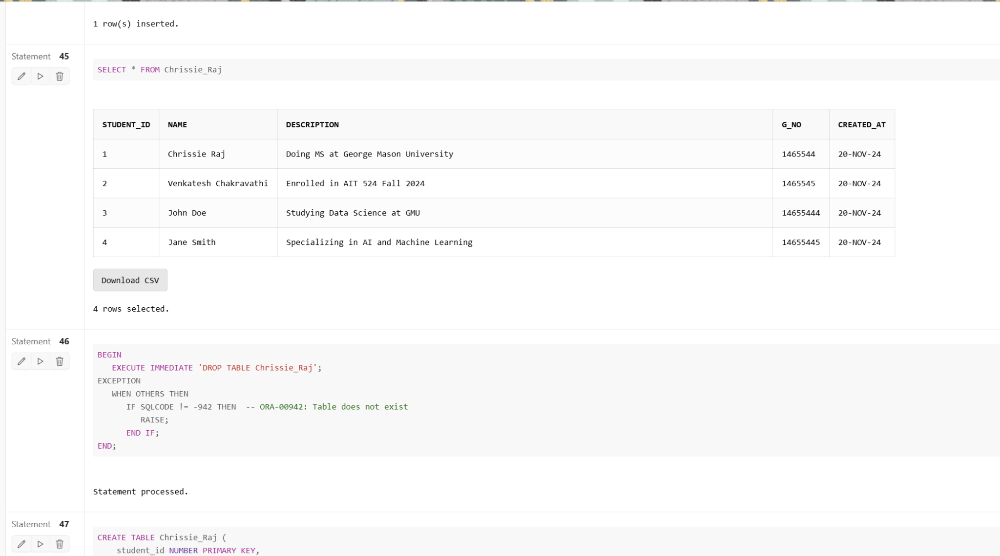 1 row(s) inserted.
Statement 45
SELECT * FROM Chrissie_Raj
STUDENT_ID NAME DESCRIPTION G_NO CREATED_AT
1 Chrissie Raj Doing MS at George Mason University 1465544 20-NOV-24
2 Venkatesh Chakravathi Enrolled in AIT 524 Fall 2024 1465545 20-NOV-24
3 John Doe Studying Data Science at GMU 14655444 20-NOV-24
4 Jane Smith Specializing in AI and Machine Learning 14655445 20-NOV-24
Download CSV
4 rows selected.
Statement 46
BEGIN
EXECUTE IMMEDIATE 'DROP TABLE Chrissie_Raj';
EXCEPTION
WHEN OTHERS THEN
IF SQLCODE != -942 THEN -- ORA-00942: Table does not exist
RAISE;
END IF;
END;
Statement processed.
Statement 47
CREATE TABLE Chrissie_Raj (
student_id NUMBER PRIMARY KEY,